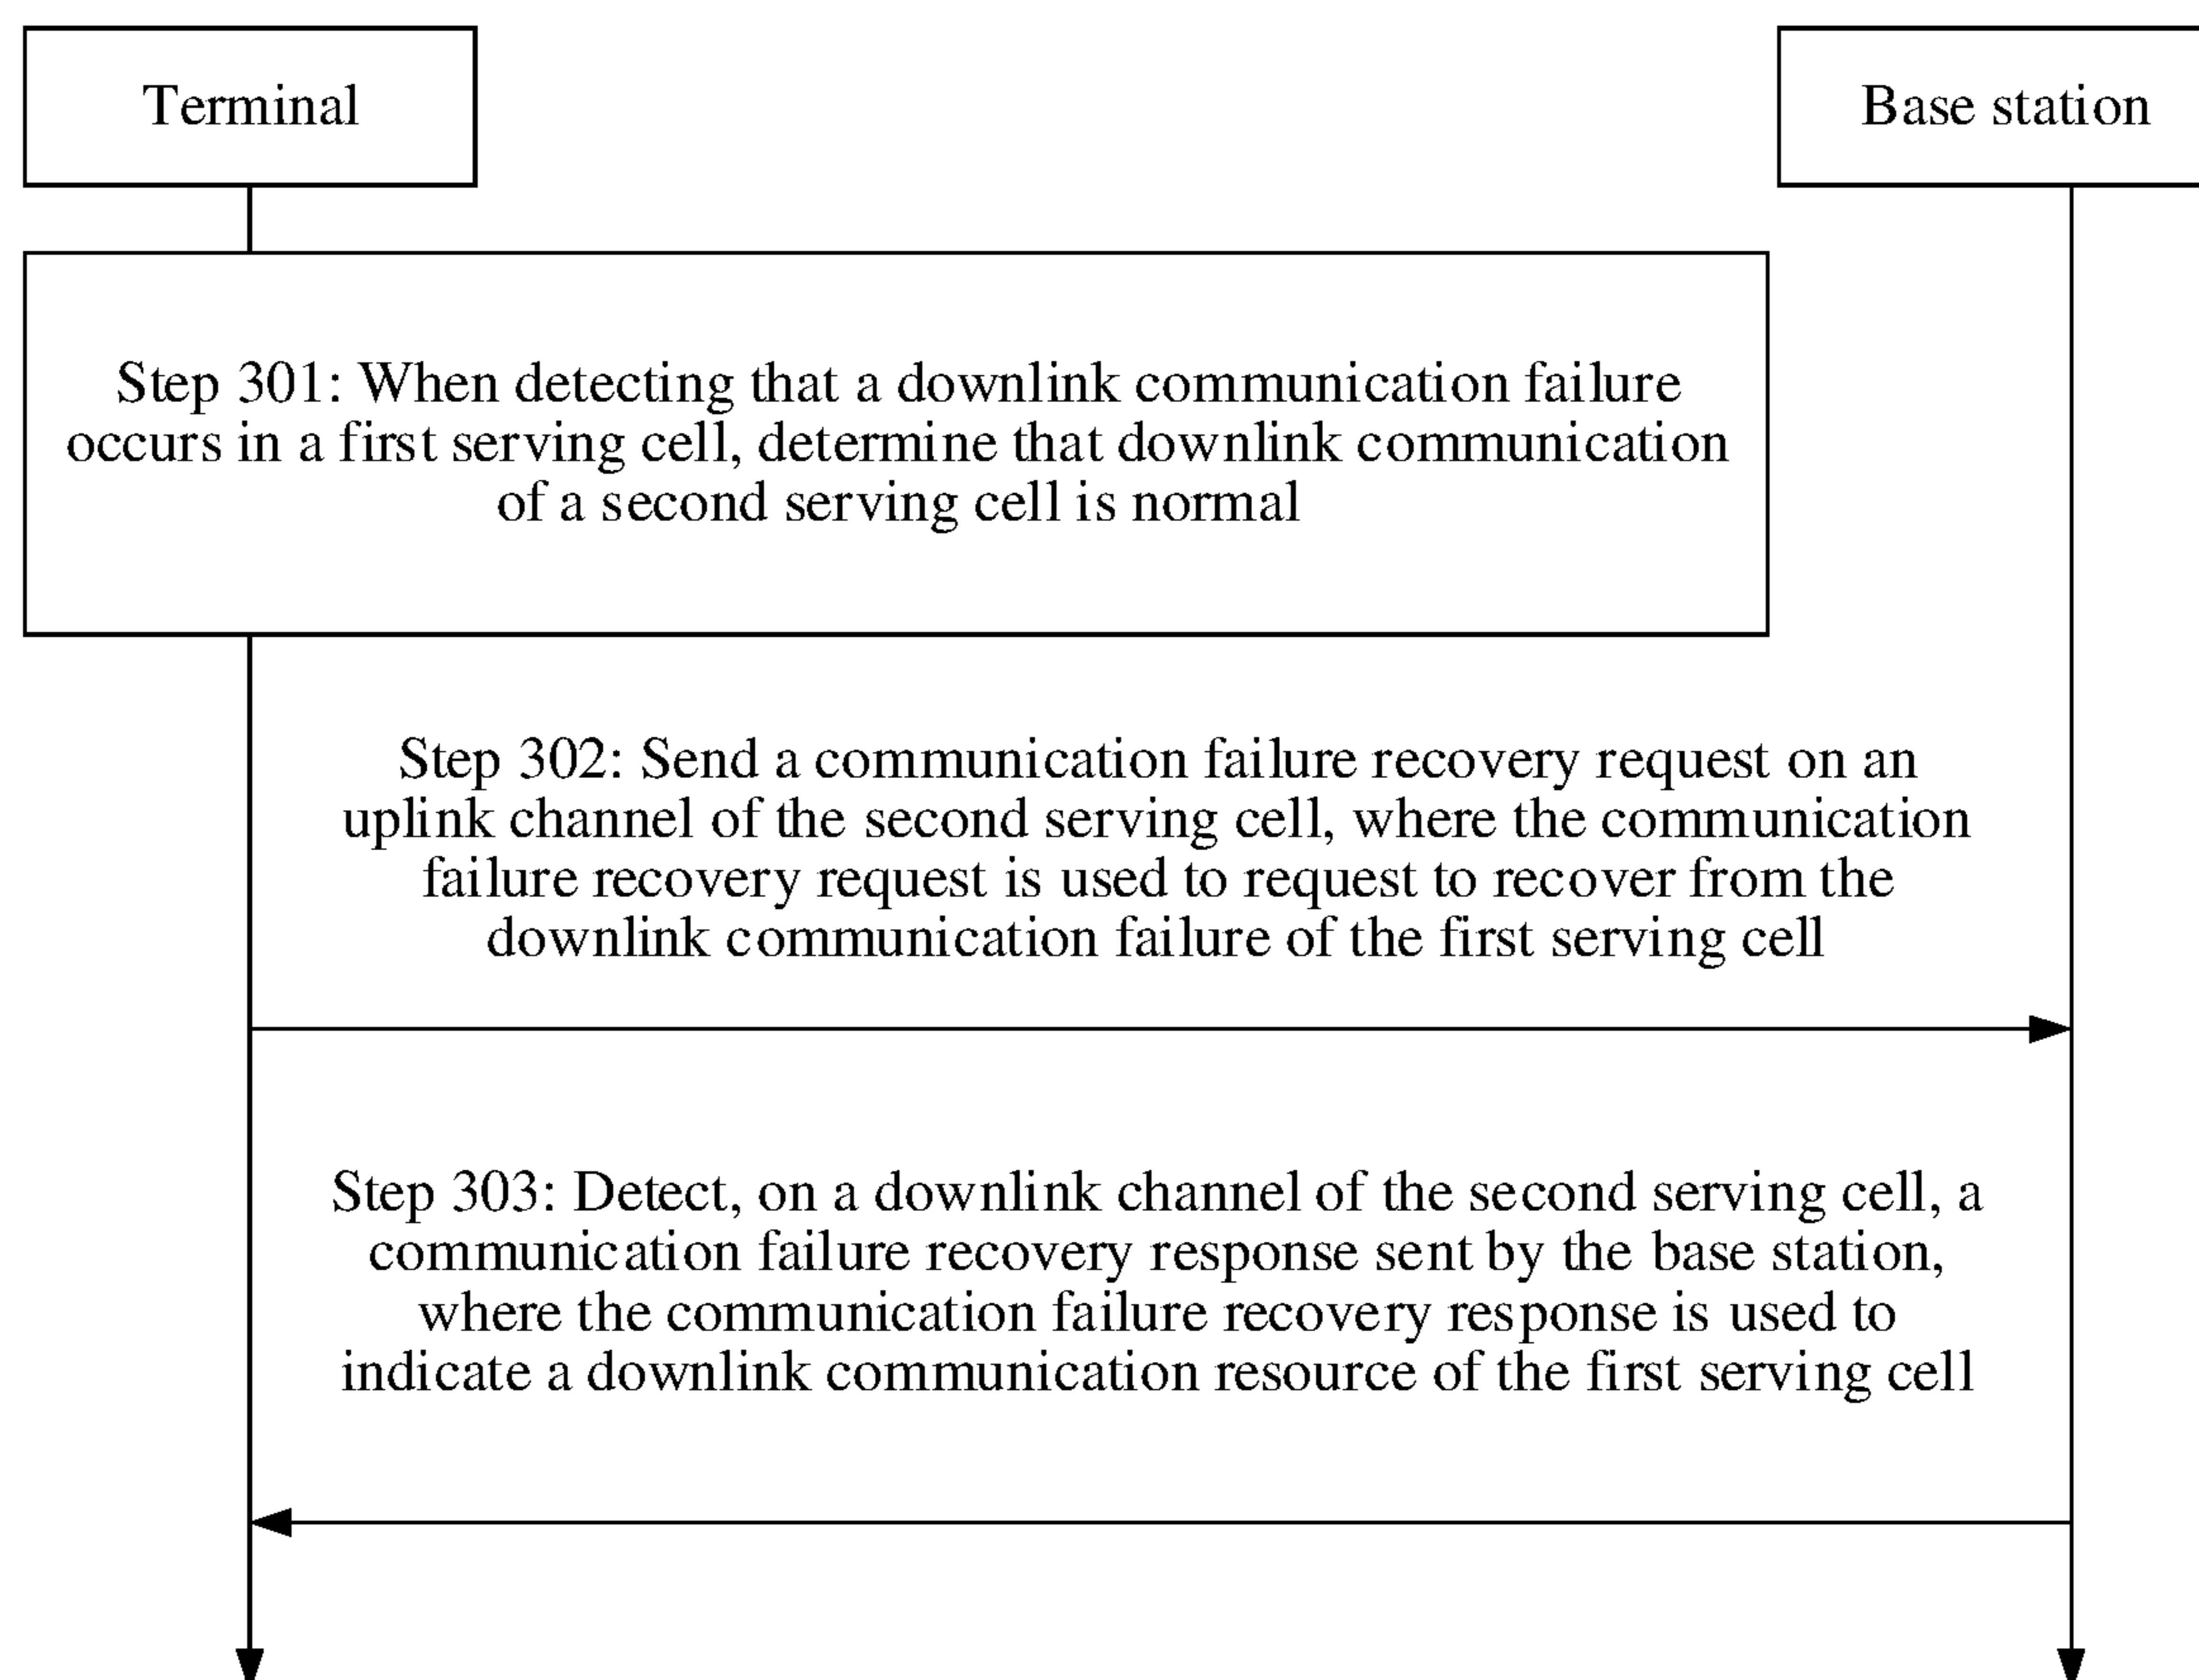 Terminal
Base station
Step 301: When detecting that a downlink communication failure
occurs in a first serving cell, determine that downlink communication
of a second serving cell is normal
Step 302: Send a communication failure recovery request on an
uplink channel of the second serving cell, where the communication
failure recovery request is used to request to recover from the
downlink communication failure of the first serving cell
Step 303: Detect, on a downlink channel of the second serving cell, a
communication failure recovery response sent by the base station,
where the communication failure recovery response is used to
indicate a downlink communication resource of the first serving cell